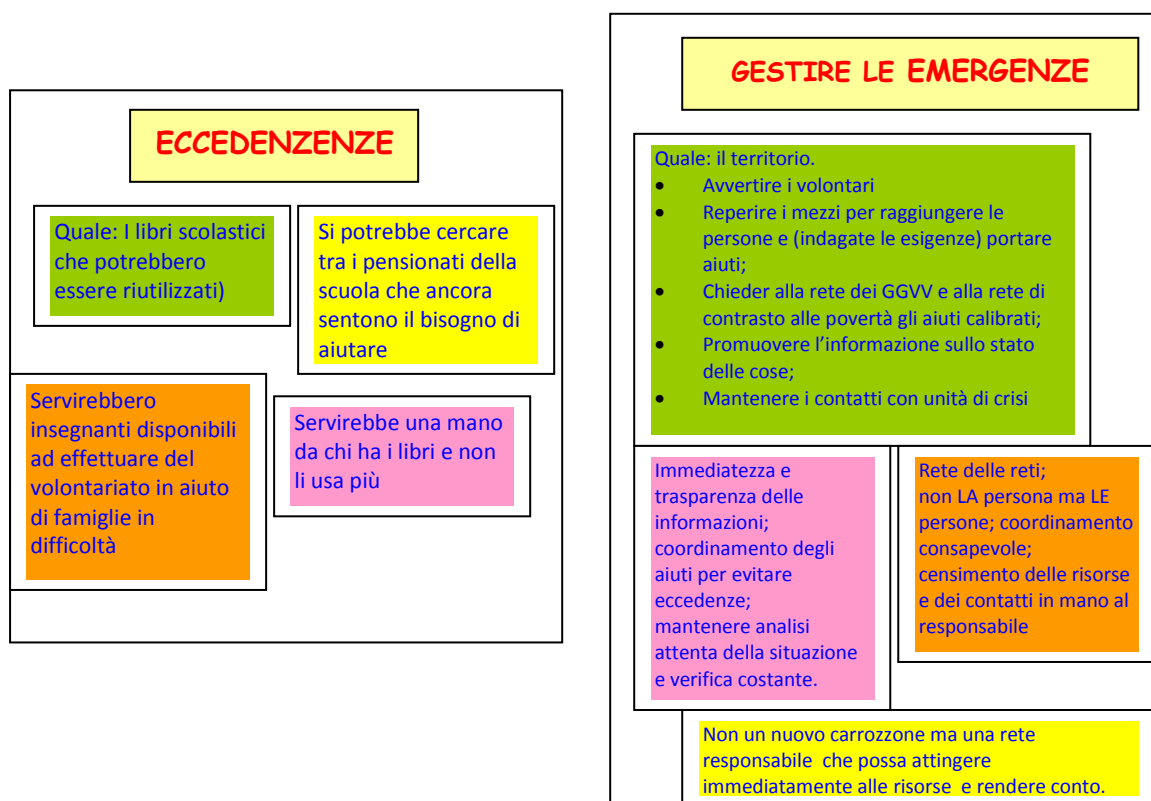 ECCEDENZENZE
Quale: I libri scolastici
che potrebbero
essere riutilizzati)
Si potrebbe cercare
tra i pensionati della
scuola che ancora
sentono il bisogno di
aiutare
Servirebbero
insegnanti disponibili
ad effettuare del
volontariato in aiuto
di famiglie in
difficoltà
Servirebbe una mano
da chi ha i libri e non
li usa più
GESTIRE LE EMERGENZE
Quale: il territorio.
• Avvertire i volontari
• Reperire i mezzi per raggiungere le
persone e (indagate le esigenze) portare
aiuti;
• Chieder alla rete dei GGVV e alla rete di
contrasto alle povertà gli aiuti calibrati;
• Promuovere l’informazione sullo stato
delle cose;
• Mantenere i contatti con unità di crisi
Immediatezza e
trasparenza delle
informazioni;
coordinamento degli
aiuti per evitare
eccedenze;
mantenere analisi
attenta della situazione
e verifica costante.
Rete delle reti;
non LA persona ma LE
persone; coordinamento
consapevole;
censimento delle risorse
e dei contatti in mano al
responsabile
Non un nuovo carrozzone ma una rete
responsabile che possa attingere
immediatamente alle risorse e rendere conto.